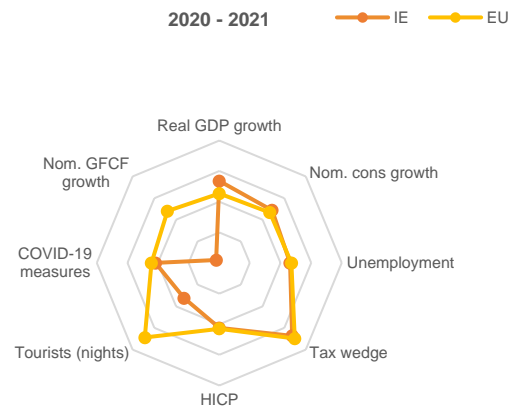 2020 - 2021
IE
EU
Real GDP growth
Nom. GFCF
growth
Nom. cons growth
COVID-19
measures
Unemployment
Tourists (nights)
Tax wedge
HICP